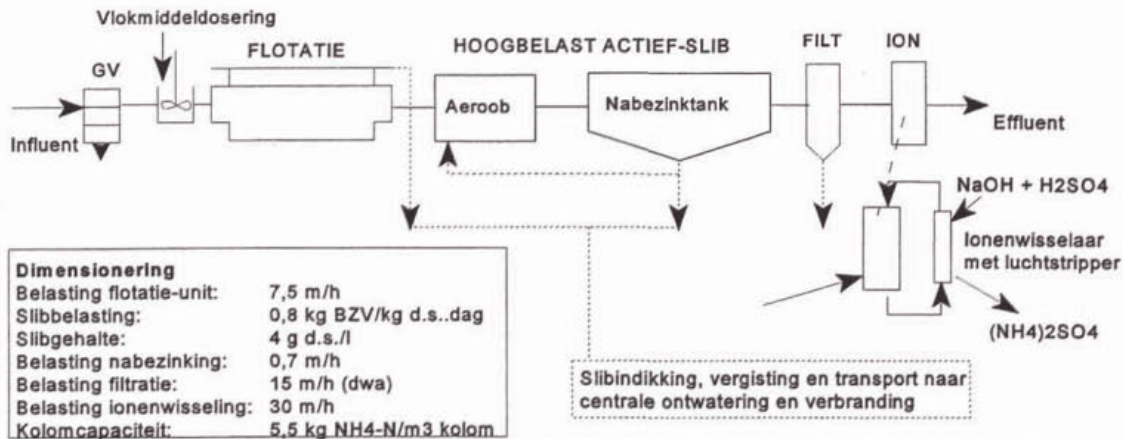 Vlokmiddeldosering
FLOTATIE
HOOGBELAST ACTIEF-SLIB
FILT
ION
GV
Aeroob
Nabezinktank
Influent
Effluent
NaOH + H2SO4
Ionenwisselaar
met luchtstripper
(NH4)2SO4
Dimensionering
Belasting flotatie-unit: 7,5 m/h
Slibbelasting: 0,8 kg BZV/kg d.s..dag
Slibgehalte: 4 g d.s./l
Belasting nabezinking: 0,7 m/h
Belasting filtratie: 15 m/h (dwa)
Belasting ionenwisseling: 30 m/h
Kolomcapaciteit: 5,5 kg NH4-N/m3 kolom
Slibindikking, vergisting en transport naar
centrale ontwatering en verbranding